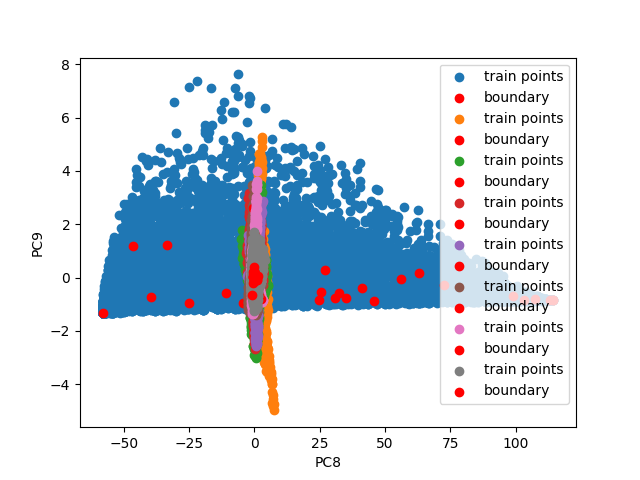 8
6
4
2
0
−2
−4
PC9
−50
−25
0
25
50
75
100
PC8
train points
boundary
train points
boundary
train points
boundary
train points
boundary
train points
boundary
train points
boundary
train points
boundary
train points
boundary